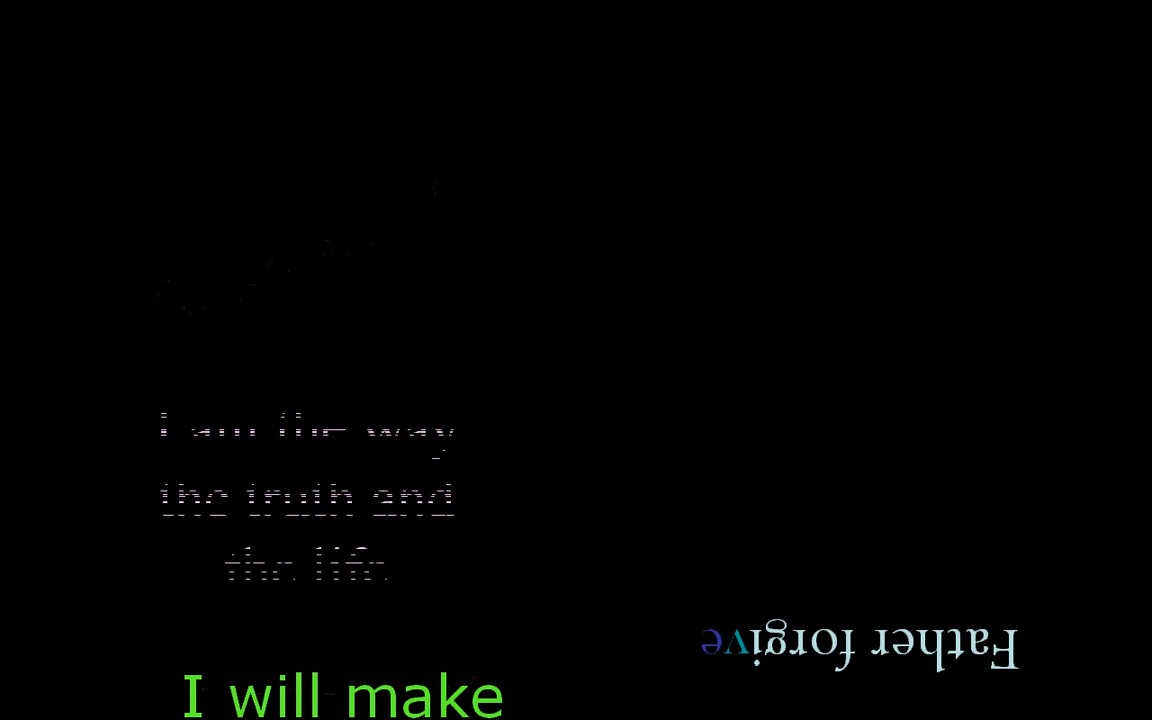 I am the way
the truth and
the life
Father forgive
I will make